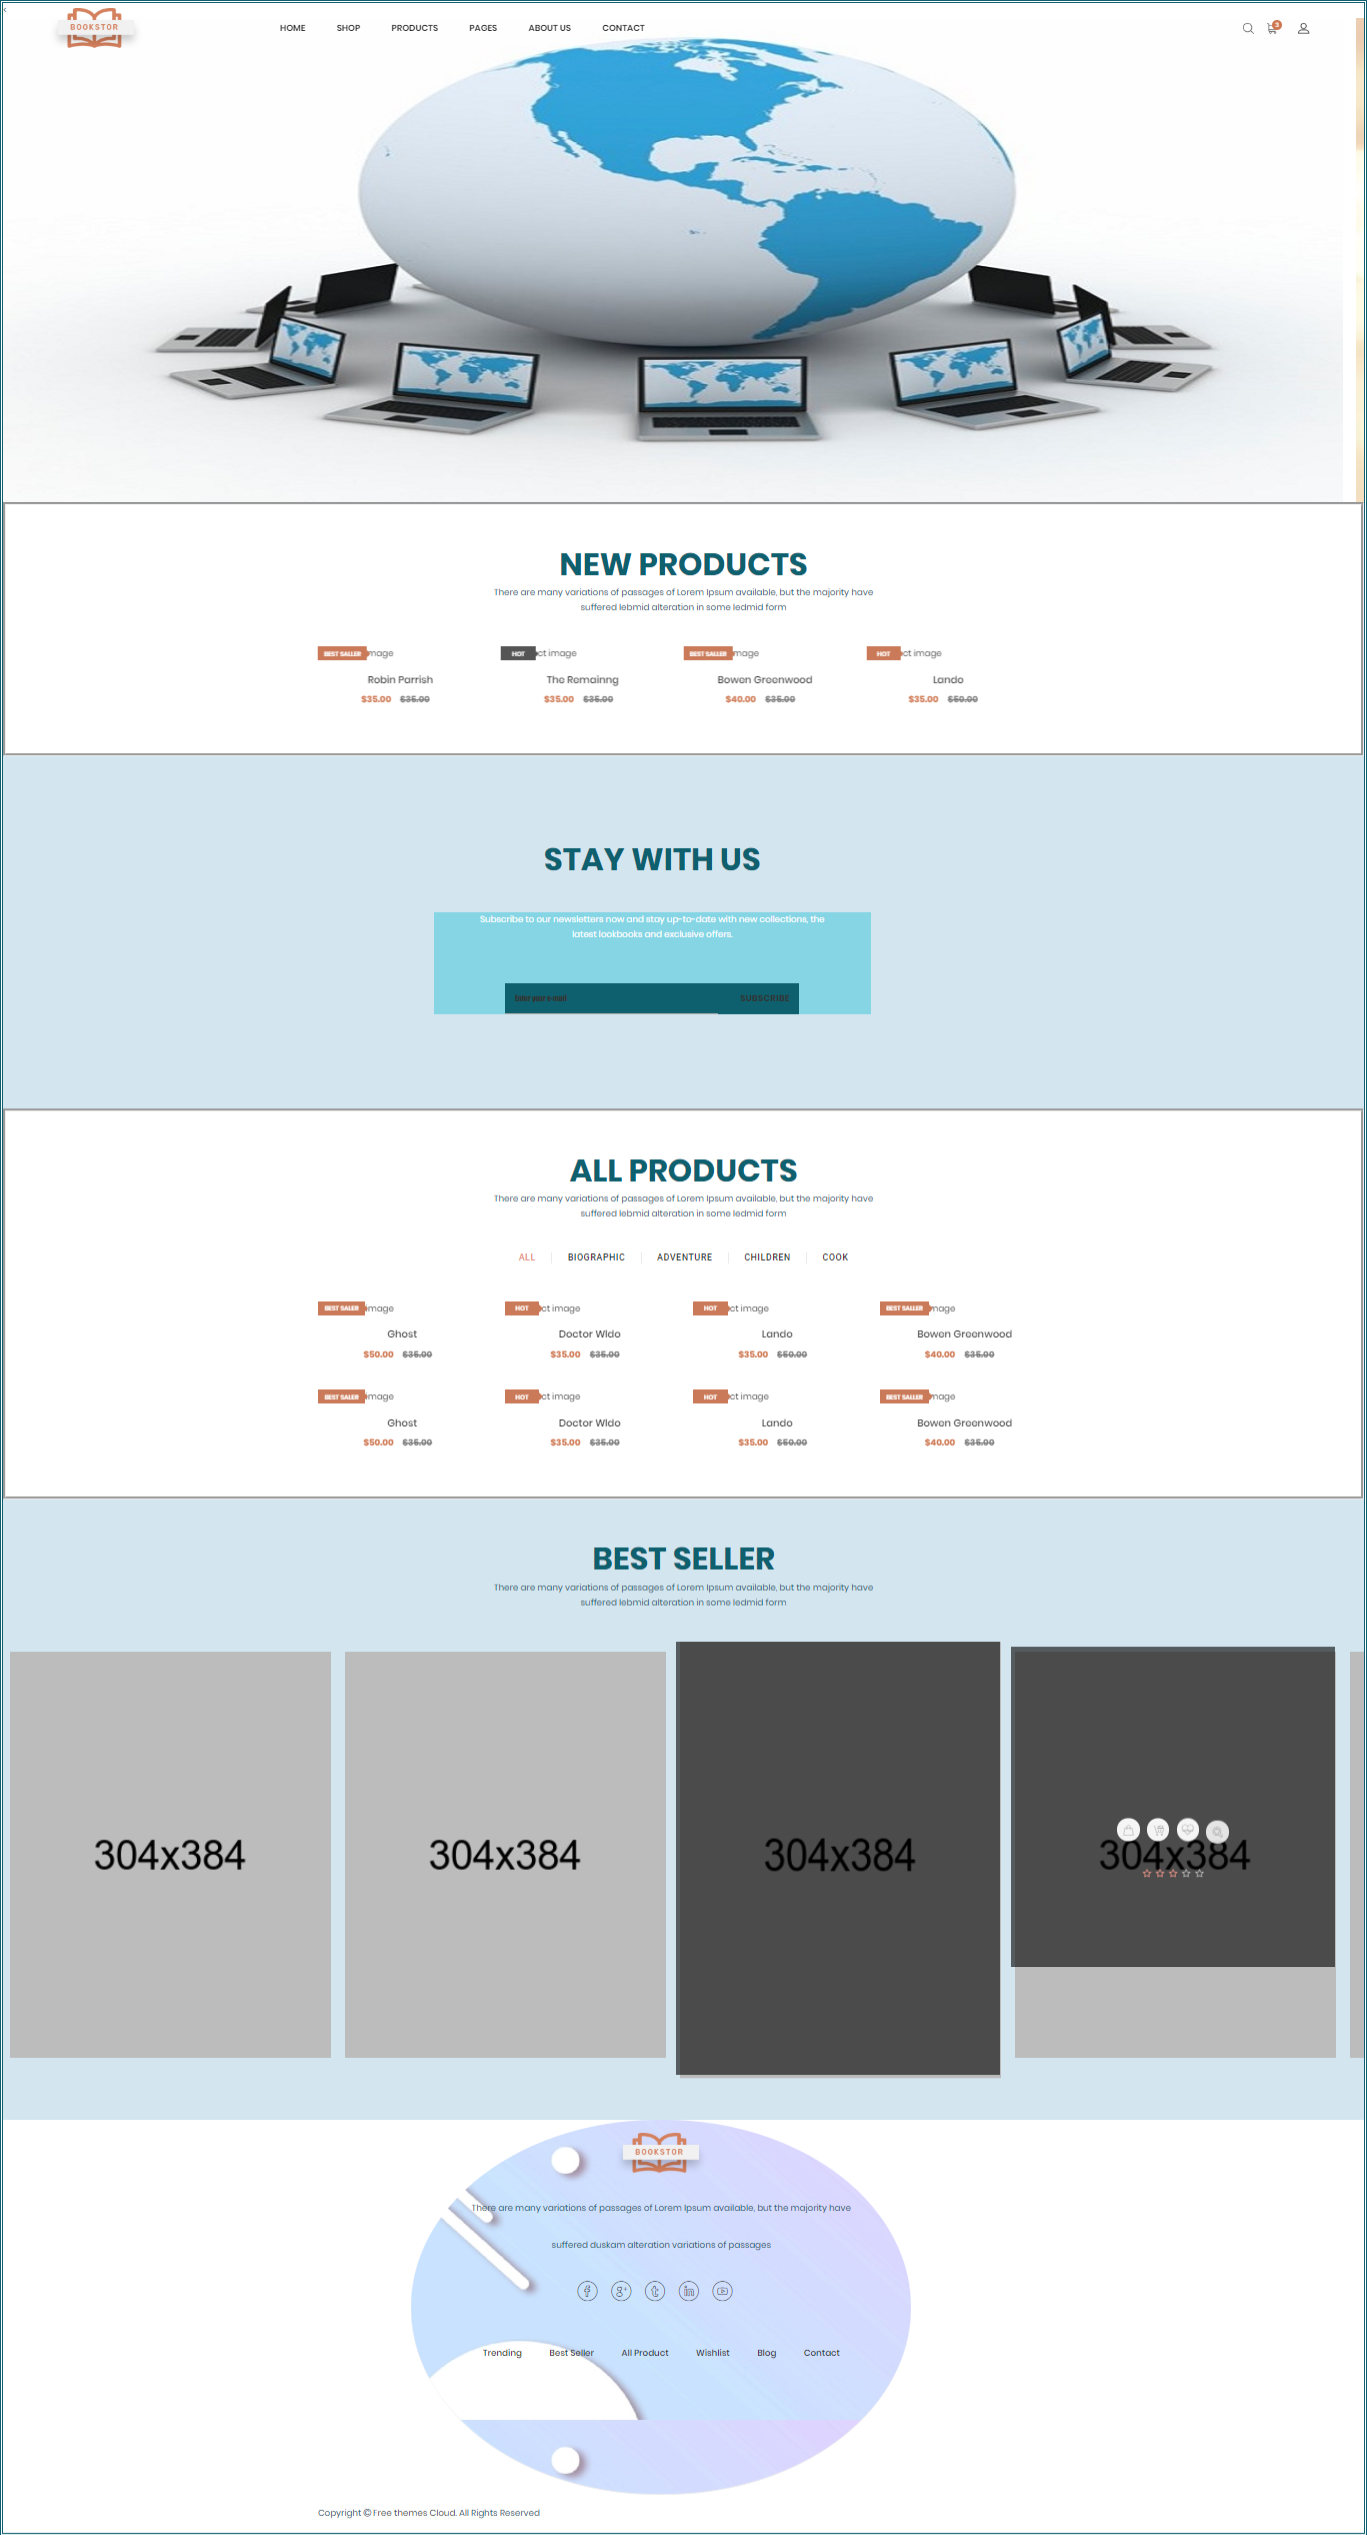 BOOKSTOR
HOME SHOP PRODUCTS PAGES ABOUT US CONTACT
3
NEW PRODUCTS
There are many variations of passages of Lorem Ipsum available, but the majority have
suffered lebmid alteration in some ledmid form
BEST SALLER mage HOT ct image BEST SALLER mage HOT ct image
Robin Parrish The Remainng Bowen Greenwood Lando
$35.00 $35.00 $35.00 $35.00 $40.00 $35.00 $35.00 $50.00
STAY WITH US
Subscribe to our newsletters now and stay up-to-date with new collections, the
latest lookbooks and exclusive offers.
Enter your e-mail SUBSCRIBE
ALL PRODUCTS
There are many variations of passages of Lorem Ipsum available, but the majority have
suffered lebmid alteration in some ledmid form
ALL BIOGRAPHIC ADVENTURE CHILDREN COOK
BEST SALER image HOT ct image HOT ct image BEST SALLER mage
Ghost Doctor Wldo Lando Bowen Greenwood
$50.00 $35.00 $35.00 $35.00 $35.00 $50.00 $40.00 $35.00
BEST SALER image HOT ct image HOT ct image BEST SALLER mage
Ghost Doctor Wldo Lando Bowen Greenwood
$50.00 $35.00 $35.00 $35.00 $35.00 $50.00 $40.00 $35.00
BEST SELLER
There are many variations of passages of Lorem Ipsum available, but the majority have
suffered lebmid alteration in some ledmid form
304x384 304x384 304x384 304x384
BOOKSTOR
There are many variations of passages of Lorem Ipsum available, but the majority have
suffered duskam alteration variations of passages
Trending Best Seller All Product Wishlist Blog Contact
Copyright © Free themes Cloud. All Rights Reserved